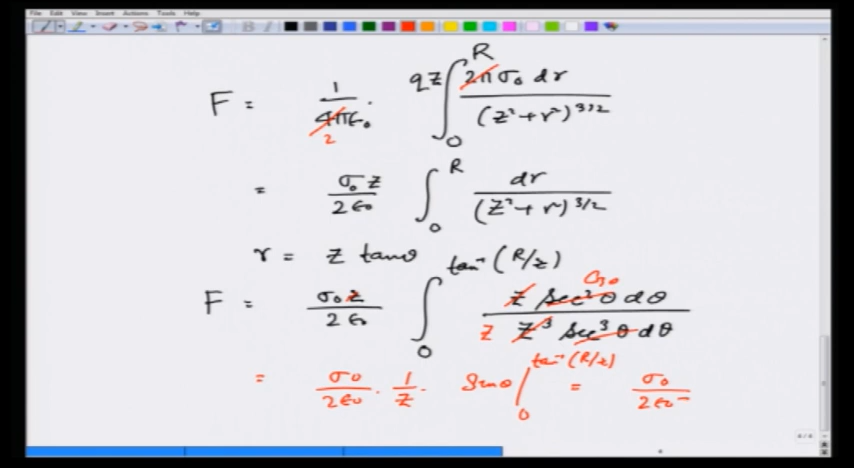 File Edit View Insert Actions Tools Help
F = 1/4πε₀ · qz ∫₀^R 2πσ₀ dr / (z² + r²)^3/2
2
= σ₀ z / 2ε₀ ∫₀^R dr / (z² + r²)^3/2
r = z tanθ
F = σ₀ z / 2ε₀ ∫₀^tan⁻¹(R/z) z sec²θ dθ / z³ sec³θ dθ
Cosθ
z
= σ₀ / 2ε₀ · 1/z · Sinθ |₀^tan⁻¹(R/z) = σ₀ / 2ε₀